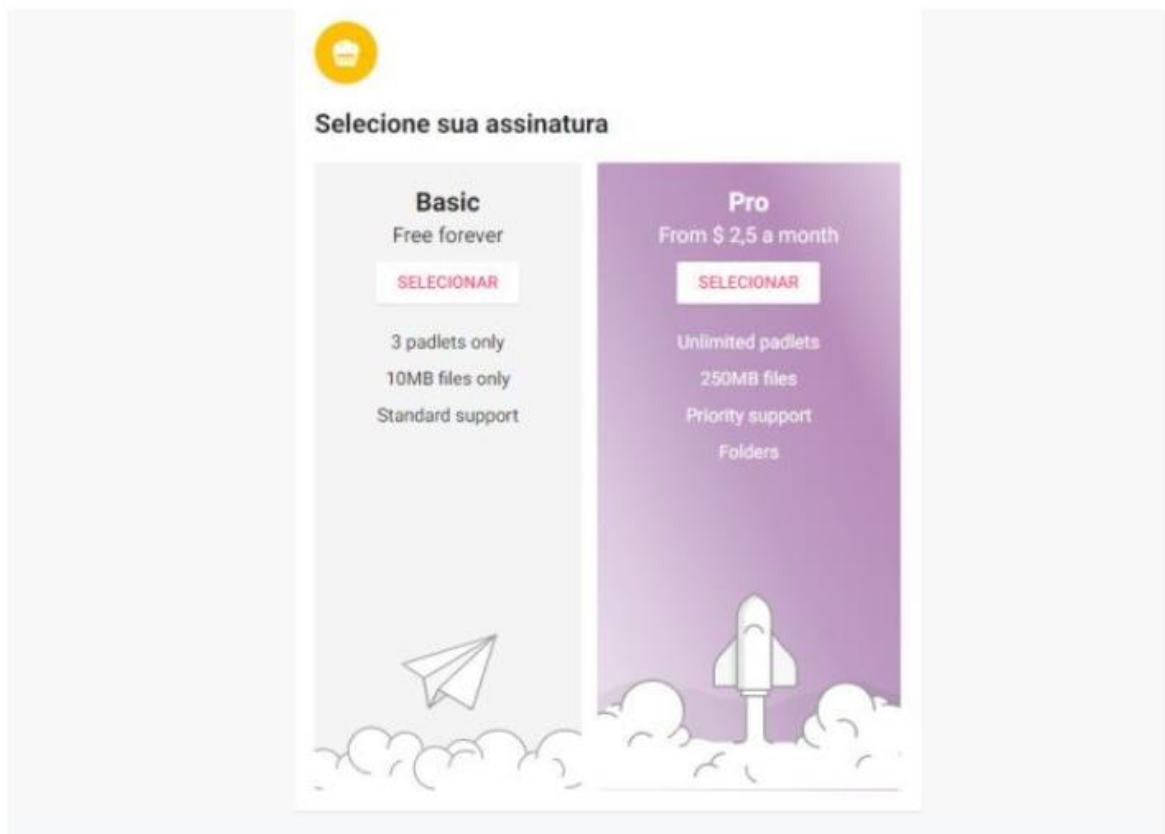 Selecione sua assinatura
Basic
Free forever
SELECIONAR
3 padlets only
10MB files only
Standard support
Pro
From $ 2,5 a month
SELECIONAR
Unlimited padlets
250MB files
Priority support
Folders